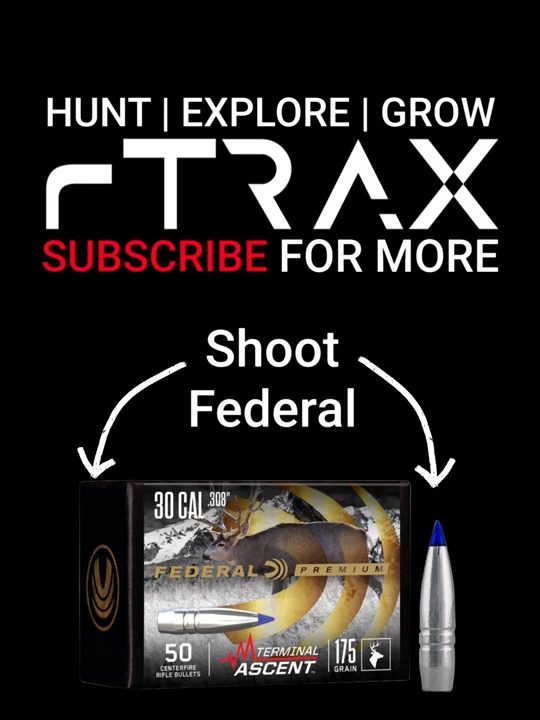 HUNT | EXPLORE | GROW
rTRAX
SUBSCRIBE FOR MORE
Shoot
Federal
30 CAL .308"
FEDERAL PREMIUM
50
CENTERFIRE
RIFLE BULLETS
TERMINAL
ASCENT
175
GRAIN